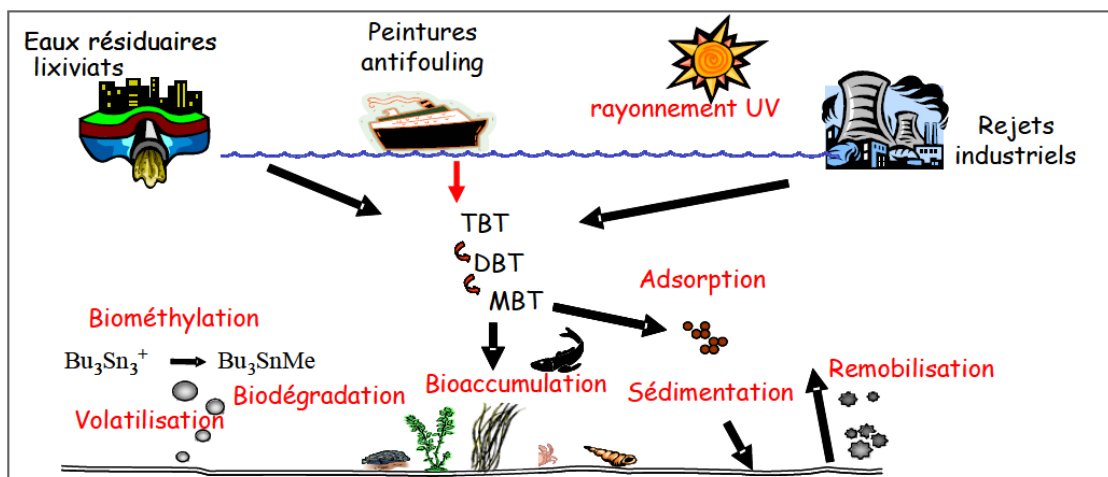 Eaux résiduaires
lixiviats
Peintures
antifouling
rayonnement UV
Rejets
industriels
TBT
DBT
MBT
Adsorption
Biométhylation
Bu₃Sn₃⁺ Bu₃SnMe
Volatilisation
Biodégradation
Bioaccumulation
Sédimentation
Remobilisation